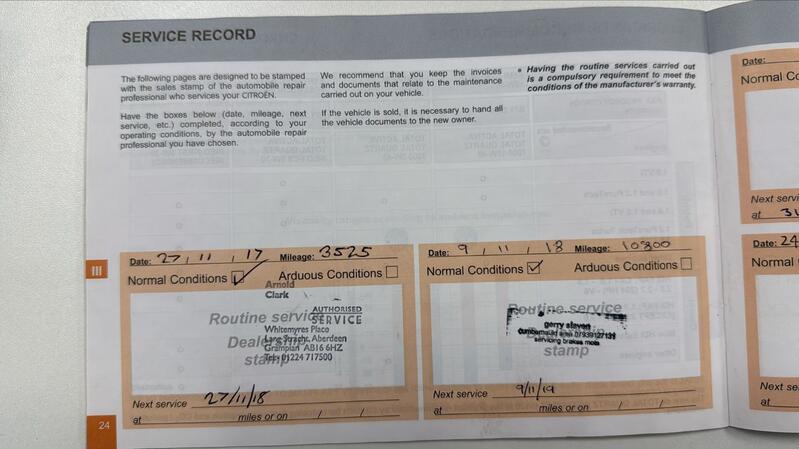 SERVICE RECORD
The following pages are designed to be stamped
with the sales stamp of the automobile repair
professional who services your CITROËN.
Have the boxes below (date, mileage, next
service, etc.) completed, according to your
operating conditions, by the automobile repair
professional you have chosen.
We recommend that you keep the invoices
and documents that relate to the maintenance
carried out on your vehicle.
If the vehicle is sold, it is necessary to hand all
the vehicle documents to the new owner.
• Having the routine services carried out
is a compulsory requirement to meet the
conditions of the manufacturer's warranty.
III
Date: 27 / 11 / 17 Mileage: 3525
Normal Conditions ✓ Arduous Conditions
Arnold
Clark
AUTHORISED
SERVICE
Routine service
Dealership
stamp
Whitemyres Place
Lang Stracht, Aberdeen
Grampian AB16 6HZ
Tel: 01224 717500
Next service 27/11/18
at miles or on / /
Date: 9 / 11 / 18 Mileage: 10300
Normal Conditions ✓ Arduous Conditions
Routine service
stamp
gerry steven
servicing brakes mots
Next service 9/11/19
at miles or on / /
24
Date:
Normal Co
Next servi
at 31
Date: 24
Normal
Next se
at